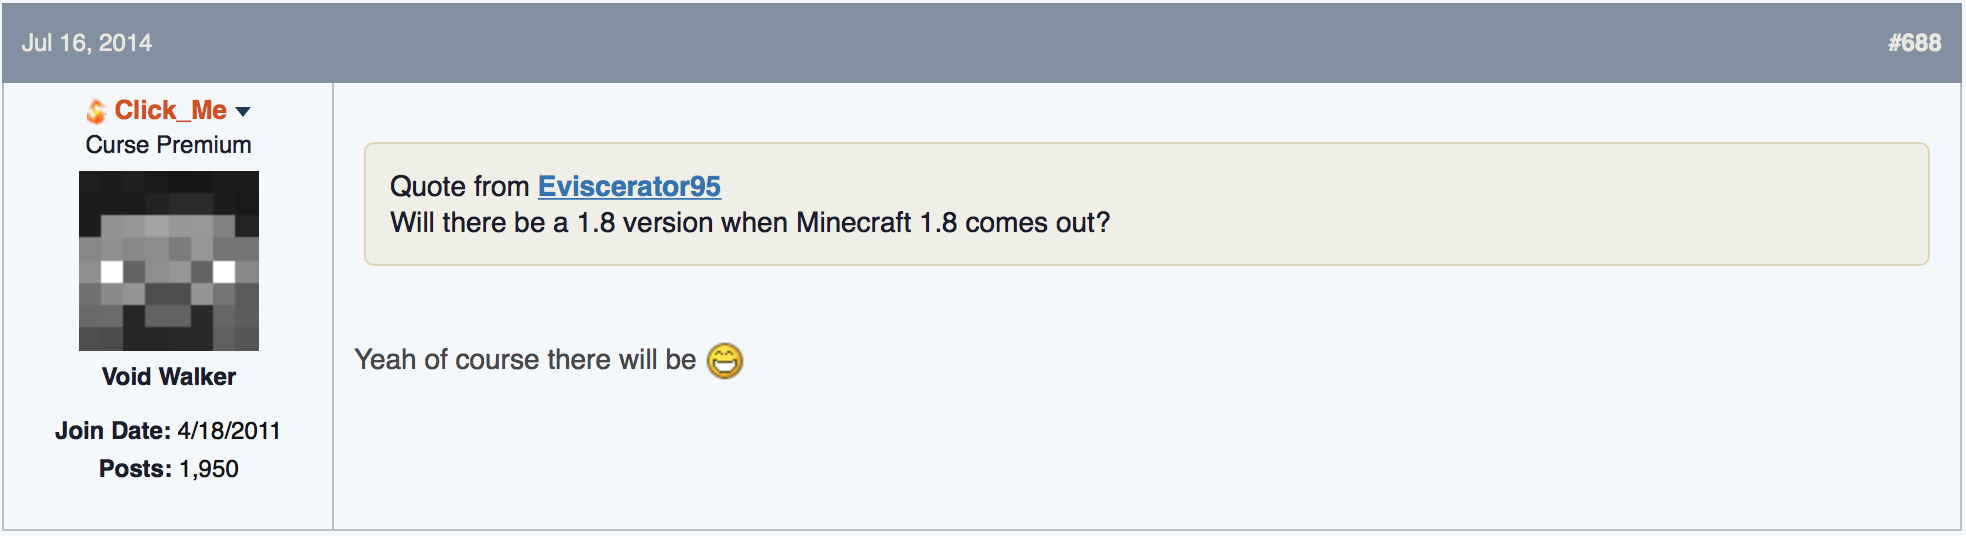 Jul 16, 2014 #688
Click_Me
Curse Premium
Void Walker
Join Date: 4/18/2011
Posts: 1,950
Quote from Eviscerator95
Will there be a 1.8 version when Minecraft 1.8 comes out?
Yeah of course there will be